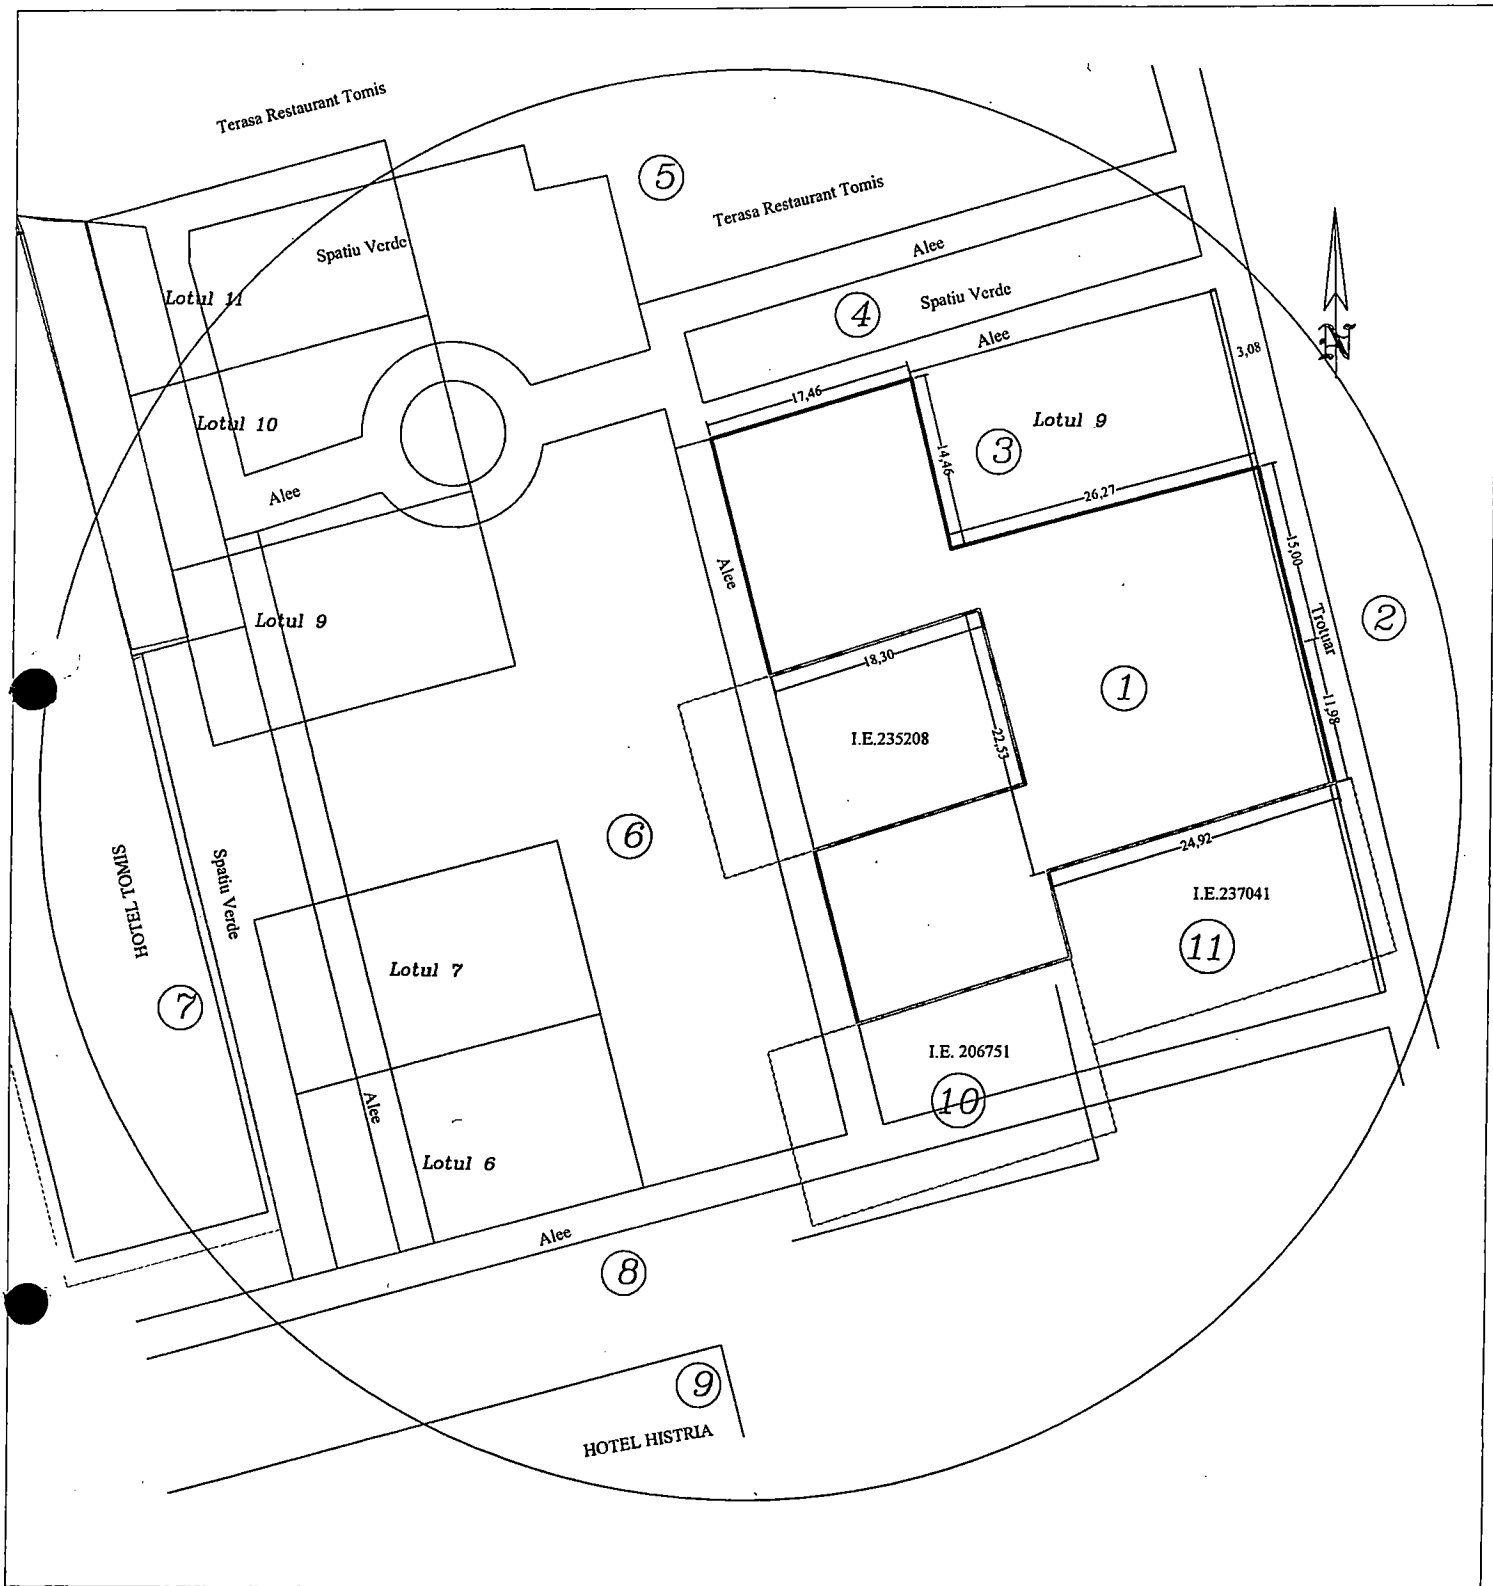 Terasa Restaurant Tomis
5
Terasa Restaurant Tomis
Spatiu Verde
Alee
Lotul 11
4
Spatiu Verde
Alee
3,08
N
17,46
Lotul 10
3
Lotul 9
14,46
26,27
Alee
15,00
Alee
Lotul 9
Trotuar
2
18,30
1
11,98
I.E.235208
22,53
6
24,92
HOTEL TOMIS
Spatiu Verde
I.E.237041
11
Lotul 7
7
I.E. 206751
10
Alee
Lotul 6
Alee
8
9
HOTEL HISTRIA